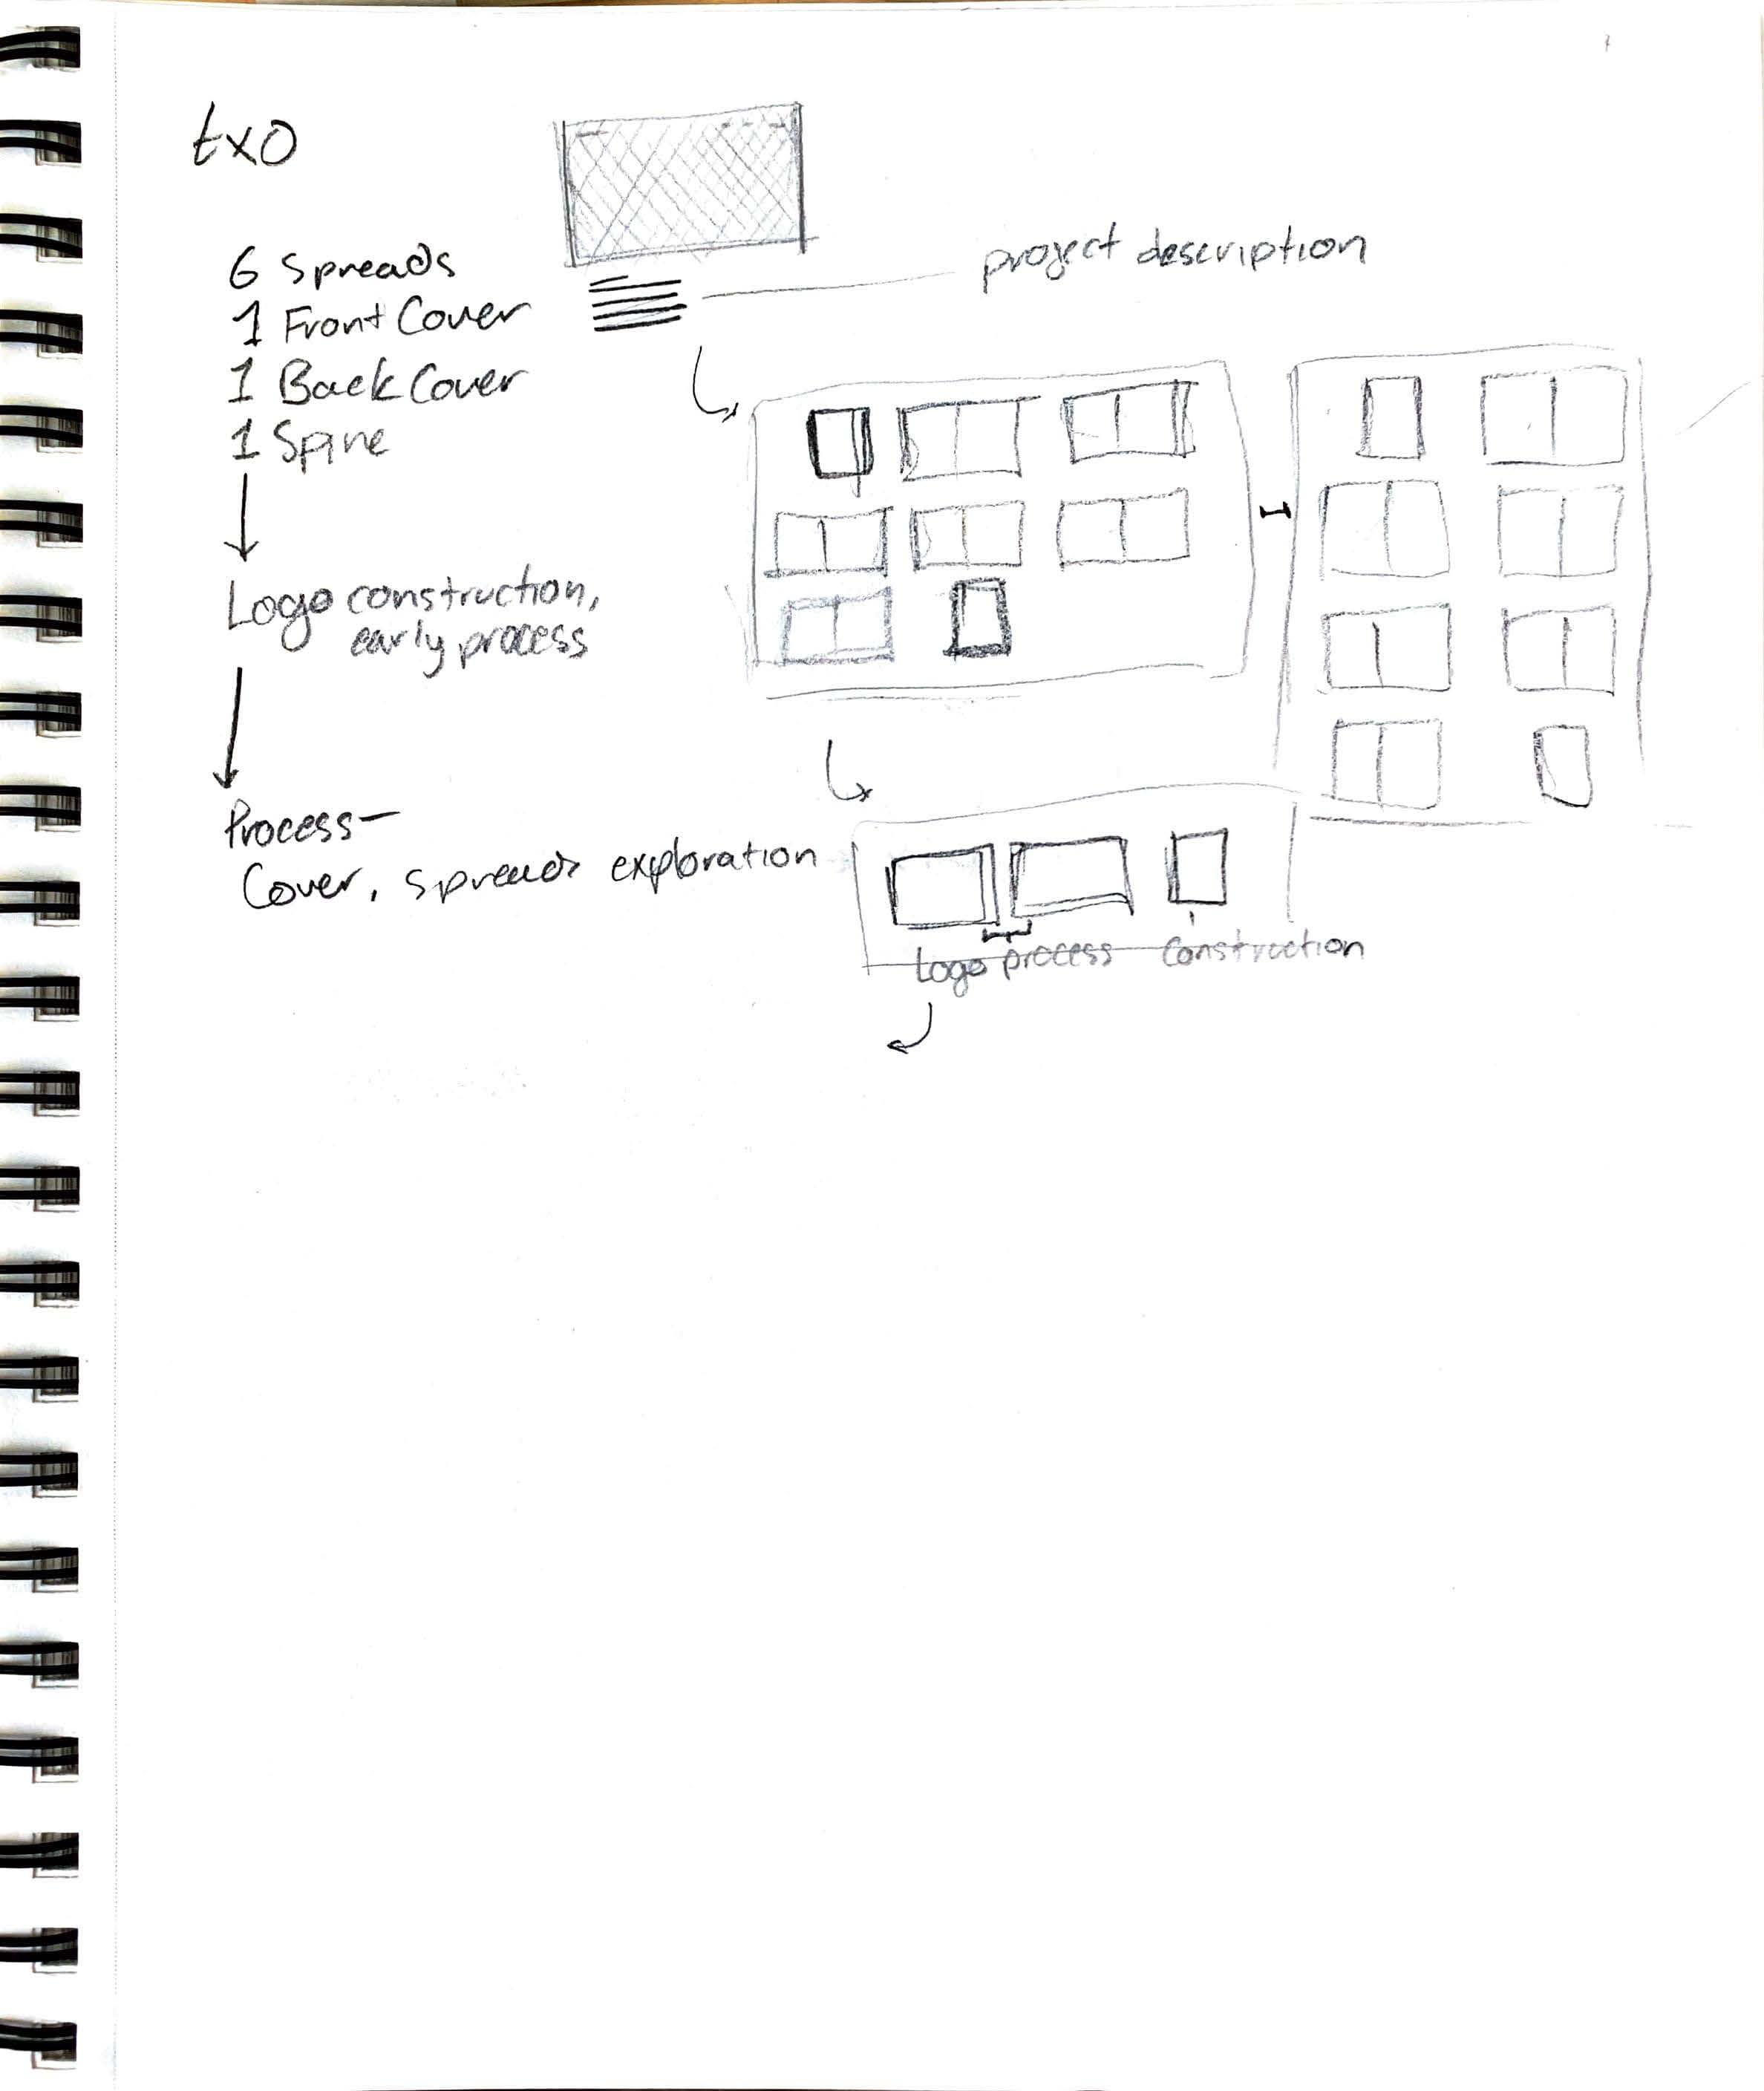 txo
6 Spreads
1 Front Cover
1 Back Cover
1 Spine
Logo construction,
early process
Process—
Cover, spreads exploration
project description
Logo process
Construction